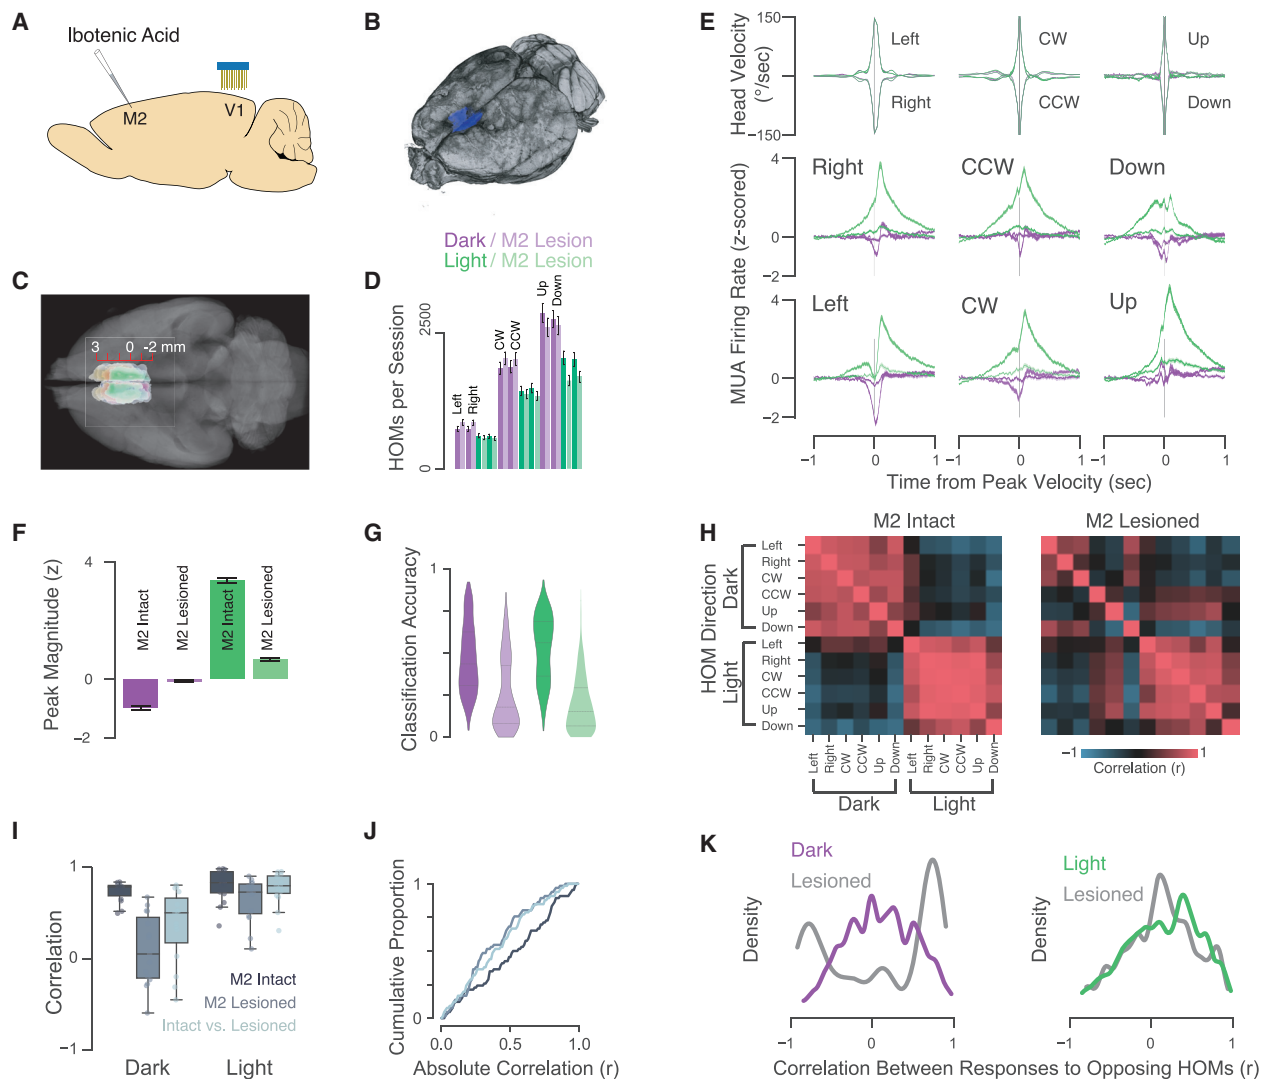 A
Ibotenic Acid
M2
V1
B
C
3 0 -2 mm
Dark / M2 Lesion
Light / M2 Lesion
D
HOMs per Session
2500
0
Left
Right
CW
CCW
Up
Down
E
Head Velocity
(°/sec)
150
0
−150
Left
Right
CW
CCW
Up
Down
MUA Firing Rate (z-scored)
4
0
−2
Right
CCW
Down
4
0
−2
Left
CW
Up
−1 0 1
−1 0 1
−1 0 1
Time from Peak Velocity (sec)
F
Peak Magnitude (z)
4
0
−2
M2 Intact
M2 Lesioned
M2 Intact
M2 Lesioned
G
Classification Accuracy
1
0
H
M2 Intact
M2 Lesioned
HOM Direction
Dark
Light
Left
Right
CW
CCW
Up
Down
Left
Right
CW
CCW
Up
Down
Left
Right
CW
CCW
Up
Down
Left
Right
CW
CCW
Up
Down
Dark
Light
−1 1
Correlation (r)
I
Correlation
1
0
−1
M2 Intact
M2 Lesioned
Intact vs. Lesioned
Dark
Light
J
Cumulative Proportion
1
0
0.0 0.5 1.0
Absolute Correlation (r)
K
Dark
Lesioned
Density
−1 0 1
Light
Lesioned
Density
−1 0 1
Correlation Between Responses to Opposing HOMs (r)